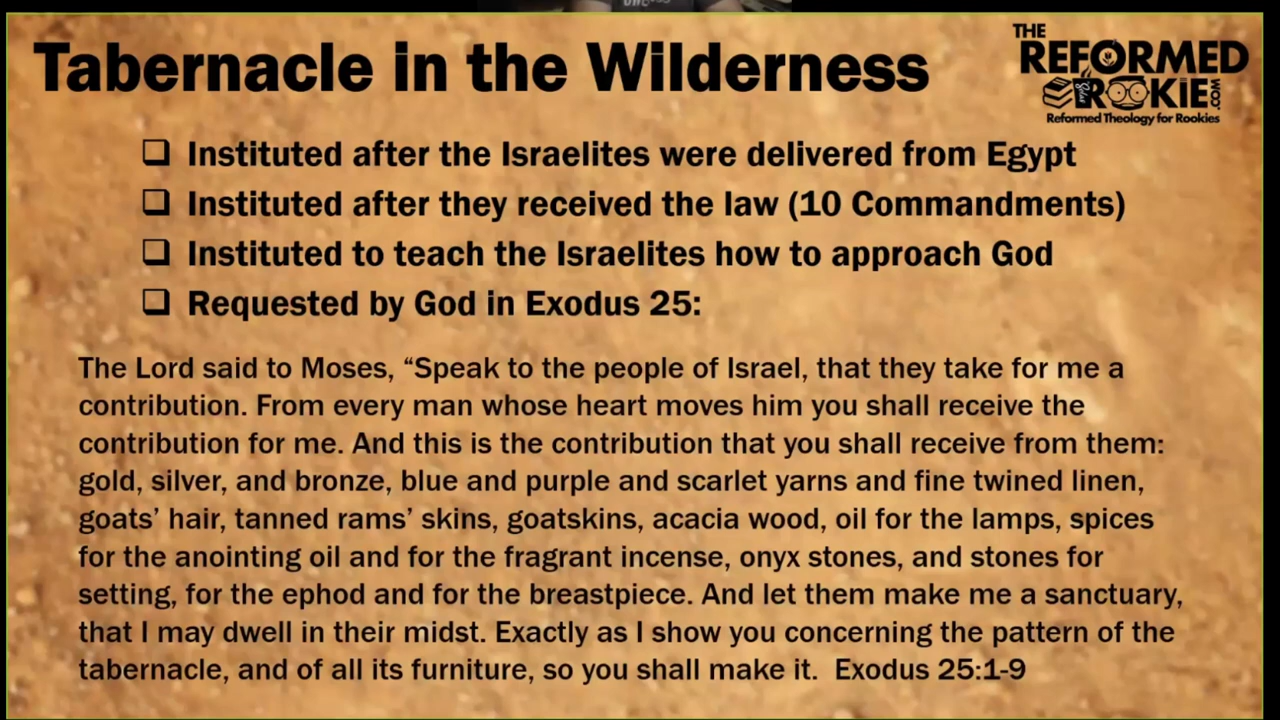 Tabernacle in the Wilderness
THE
REFORMED
ROOKIE.COM
Reformed Theology for Rookies
❑ Instituted after the Israelites were delivered from Egypt
❑ Instituted after they received the law (10 Commandments)
❑ Instituted to teach the Israelites how to approach God
❑ Requested by God in Exodus 25:
The Lord said to Moses, “Speak to the people of Israel, that they take for me a
contribution. From every man whose heart moves him you shall receive the
contribution for me. And this is the contribution that you shall receive from them:
gold, silver, and bronze, blue and purple and scarlet yarns and fine twined linen,
goats’ hair, tanned rams’ skins, goatskins, acacia wood, oil for the lamps, spices
for the anointing oil and for the fragrant incense, onyx stones, and stones for
setting, for the ephod and for the breastpiece. And let them make me a sanctuary,
that I may dwell in their midst. Exactly as I show you concerning the pattern of the
tabernacle, and of all its furniture, so you shall make it.  Exodus 25:1-9